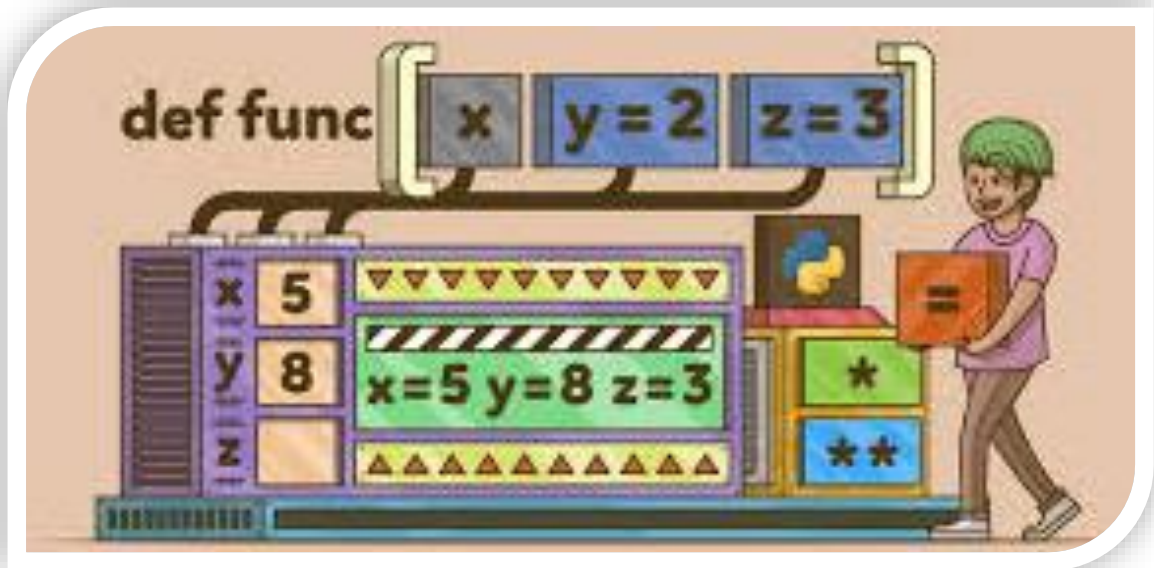 def func [ x y = 2 z = 3 ]
x 5
y 8
z
x=5 y=8 z=3
=
*
**